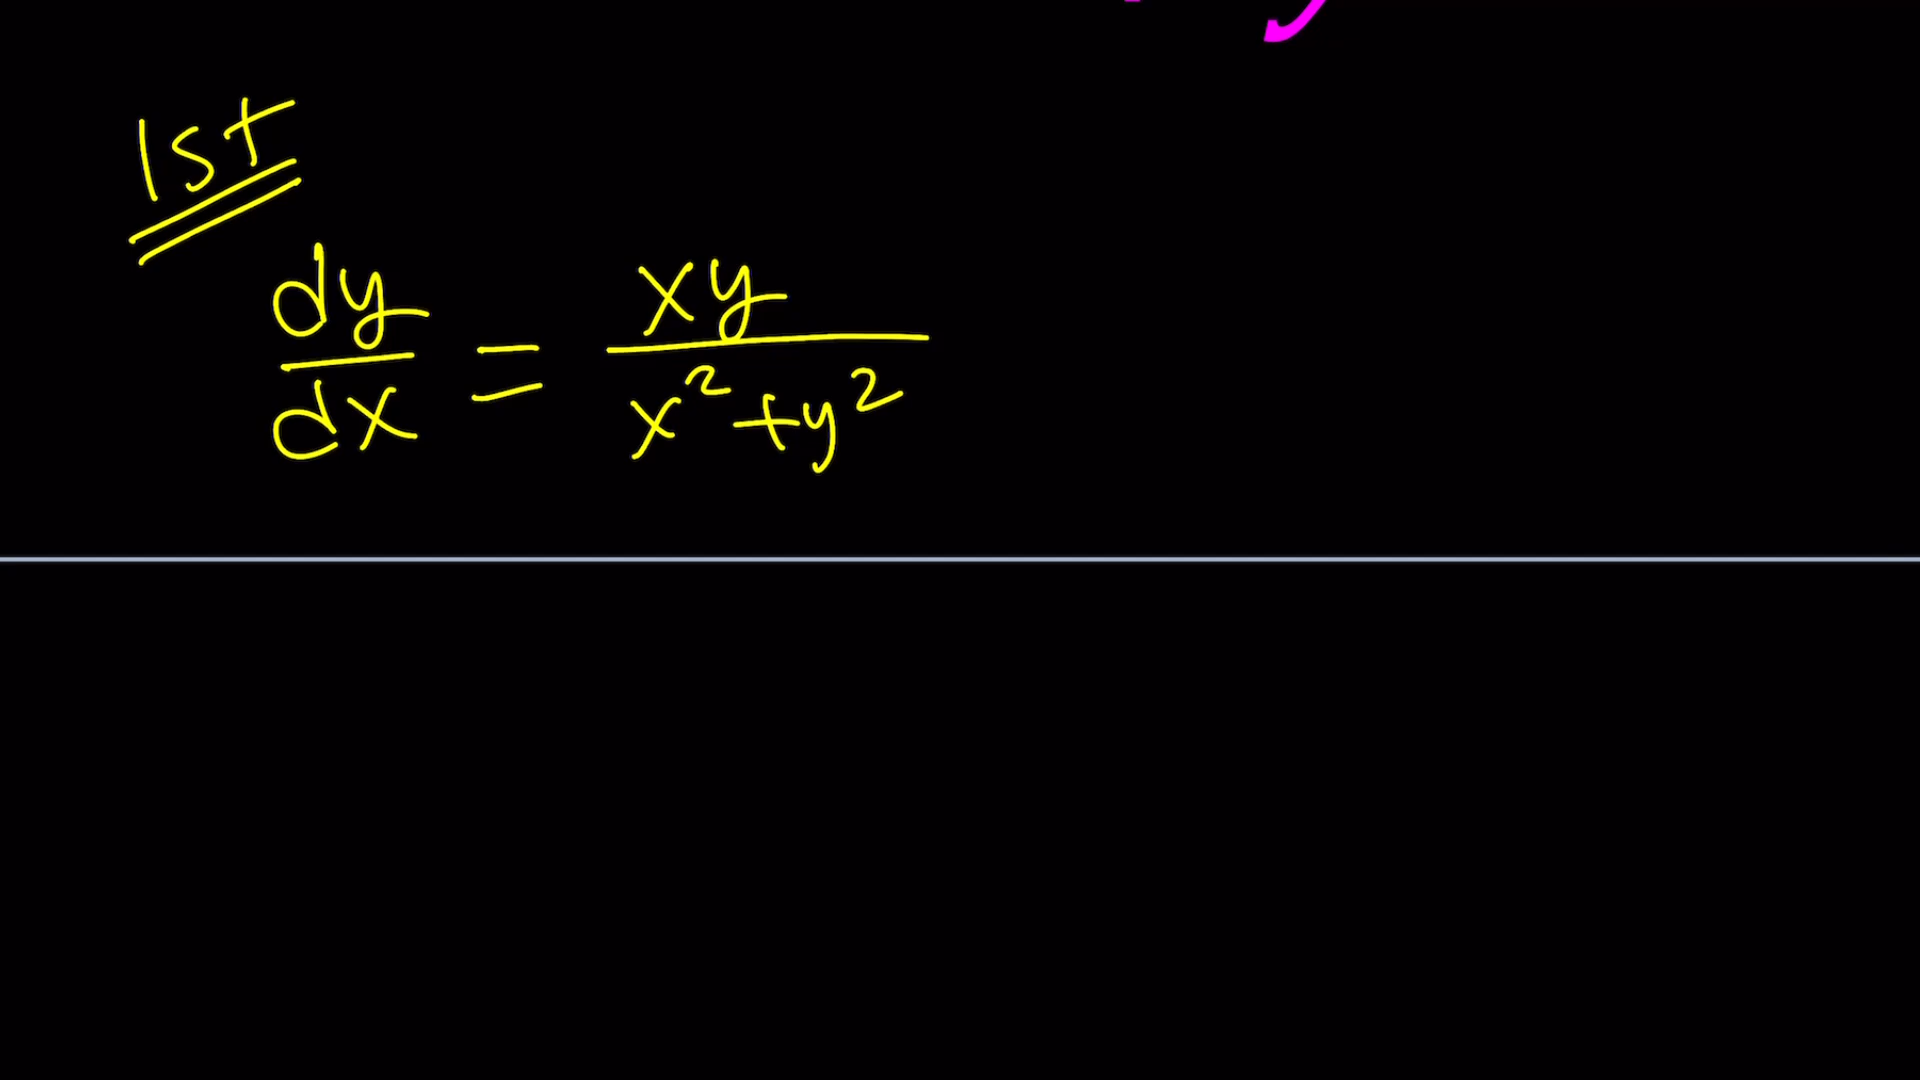 1st
dy/dx = xy/(x²+y²)